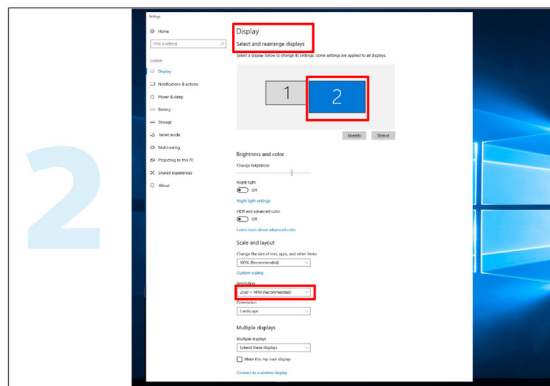 2
Settings
Home
Find a setting
System
Display
Notifications & actions
Power & sleep
Battery
Storage
Tablet mode
Multitasking
Projecting to this PC
Shared experiences
About
Display
Select and rearrange displays
Select a display below to change its settings. Some settings are applied to all displays.
1
2
Identify
Detect
Brightness and color
Change brightness
Night light
Off
Night light settings
HDR and advanced color
Off
Learn more about advanced color
Scale and layout
Change the size of text, apps, and other items
100% (Recommended)
Custom scaling
Resolution
2560 × 1440 (Recommended)
Orientation
Landscape
Multiple displays
Multiple displays
Extend these displays
Make this my main display
Connect to a wireless display